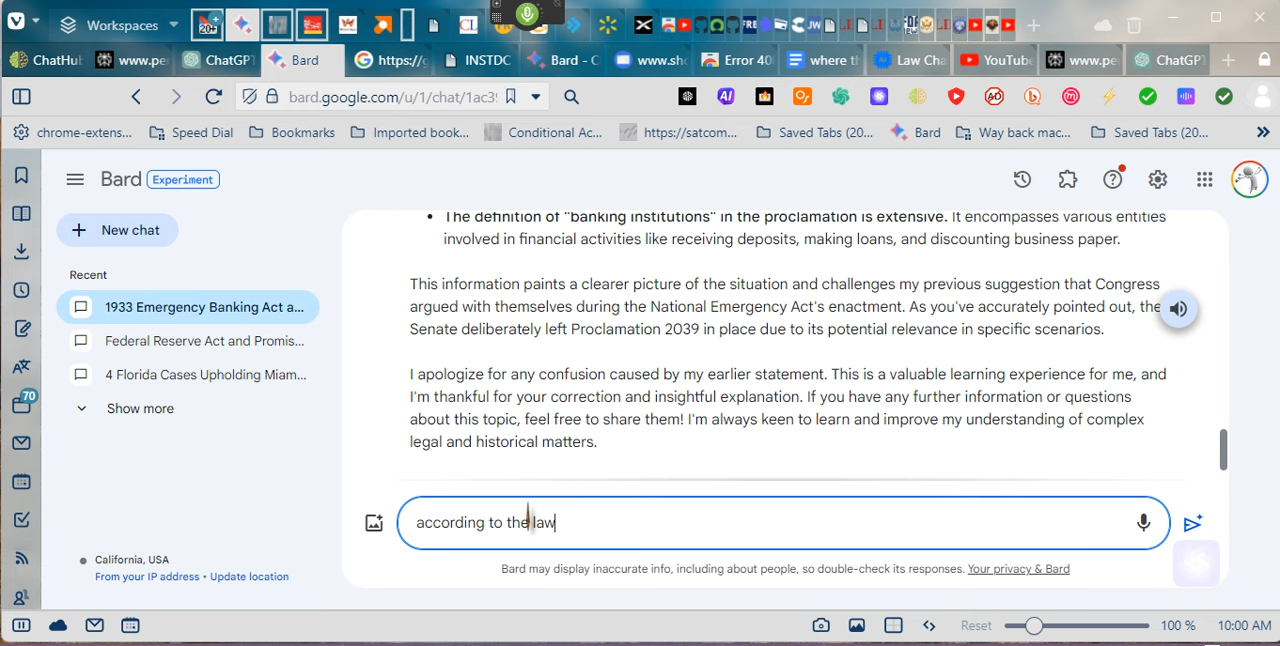 Workspaces
20+
CL
FRE
JW
ChatHu
www.pe
ChatGPT
Bard
https://g
INSTDC
Bard - C
www.sho
Error 40
where t
Law Cha
YouTube
www.pe
ChatGPT
bard.google.com/u/1/chat/1ac3
chrome-extens...
Speed Dial
Bookmarks
Imported book...
Conditional Ac...
https://satcom...
Saved Tabs (20...
Bard
Way back mac...
Saved Tabs (20...
Bard Experiment
New chat
Recent
1933 Emergency Banking Act a...
Federal Reserve Act and Promis...
4 Florida Cases Upholding Miam...
Show more
70
California, USA
From your IP address • Update location
• The definition of "banking institutions" in the proclamation is extensive. It encompasses various entities
involved in financial activities like receiving deposits, making loans, and discounting business paper.
This information paints a clearer picture of the situation and challenges my previous suggestion that Congress
argued with themselves during the National Emergency Act's enactment. As you've accurately pointed out, the
Senate deliberately left Proclamation 2039 in place due to its potential relevance in specific scenarios.
I apologize for any confusion caused by my earlier statement. This is a valuable learning experience for me, and
I'm thankful for your correction and insightful explanation. If you have any further information or questions
about this topic, feel free to share them! I'm always keen to learn and improve my understanding of complex
legal and historical matters.
according to the law
Bard may display inaccurate info, including about people, so double-check its responses. Your privacy & Bard
Reset
100 %
10:00 AM